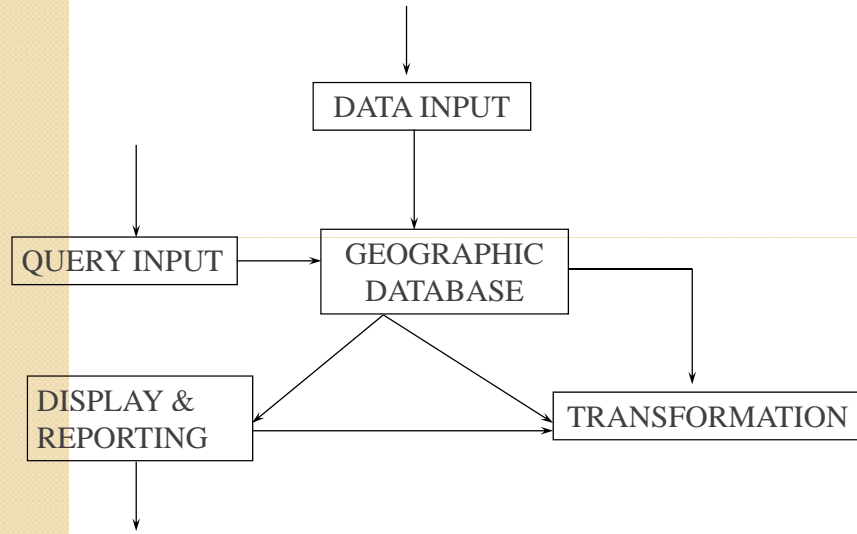 DATA INPUT
QUERY INPUT
GEOGRAPHIC
DATABASE
DISPLAY &
REPORTING
TRANSFORMATION